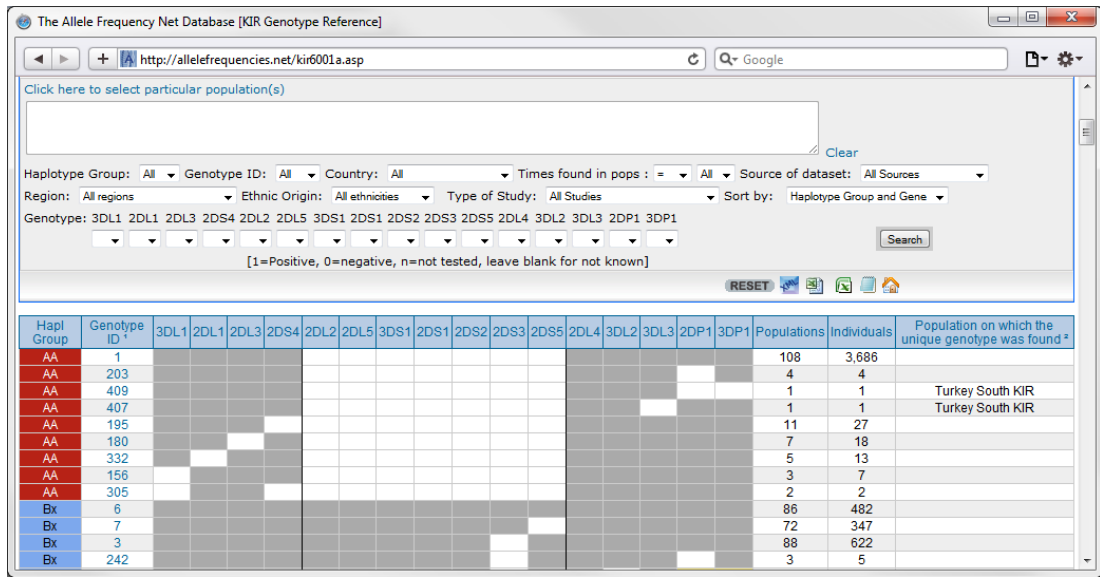 The Allele Frequency Net Database [KIR Genotype Reference]
http://allelefrequencies.net/kir6001a.asp
Google
Click here to select particular population(s)
Clear
Haplotype Group: All Genotype ID: All Country: All Times found in pops : = All Source of dataset: All Sources
Region: All regions Ethnic Origin: All ethnicities Type of Study: All Studies Sort by: Haplotype Group and Gene
Genotype: 3DL1 2DL1 2DL3 2DS4 2DL2 2DL5 3DS1 2DS1 2DS2 2DS3 2DS5 2DL4 3DL2 3DL3 2DP1 3DP1
Search
[1=Positive, 0=negative, n=not tested, leave blank for not known]
RESET
Hapl Group Genotype ID ¹ 3DL1 2DL1 2DL3 2DS4 2DL2 2DL5 3DS1 2DS1 2DS2 2DS3 2DS5 2DL4 3DL2 3DL3 2DP1 3DP1 Populations Individuals Population on which the unique genotype was found ²
AA 1 108 3,686
AA 203 4 4
AA 409 1 1 Turkey South KIR
AA 407 1 1 Turkey South KIR
AA 195 11 27
AA 180 7 18
AA 332 5 13
AA 156 3 7
AA 305 2 2
Bx 6 86 482
Bx 7 72 347
Bx 3 88 622
Bx 242 3 5